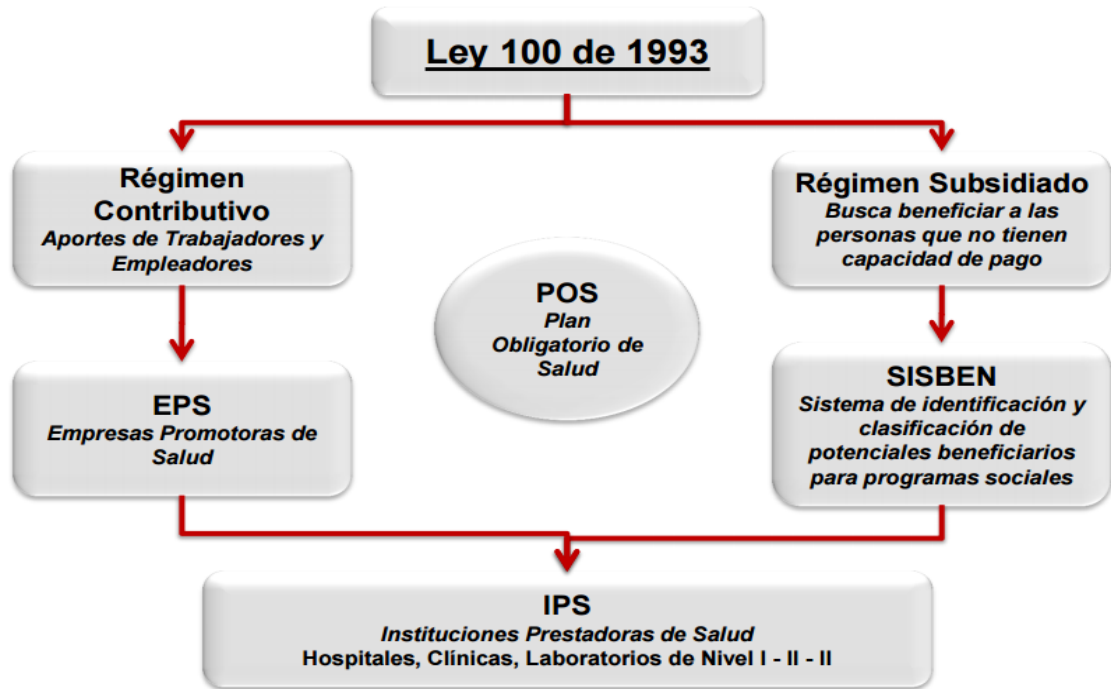 Ley 100 de 1993
Régimen
Contributivo
Aportes de Trabajadores y
Empleadores
Régimen Subsidiado
Busca beneficiar a las
personas que no tienen
capacidad de pago
POS
Plan
Obligatorio de
Salud
EPS
Empresas Promotoras de
Salud
SISBEN
Sistema de identificación y
clasificación de
potenciales beneficiarios
para programas sociales
IPS
Instituciones Prestadoras de Salud
Hospitales, Clínicas, Laboratorios de Nivel I - II - II